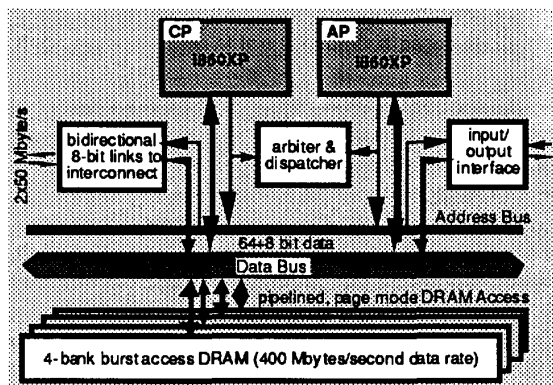 CP
i860XP
AP
i860XP
2x50 Mbyte/s
bidirectional
8-bit links to
interconnect
arbiter &
dispatcher
input/
output
interface
Address Bus
64+8 bit data
Data Bus
pipelined, page mode DRAM Access
4-bank burst access DRAM (400 Mbytes/second data rate)